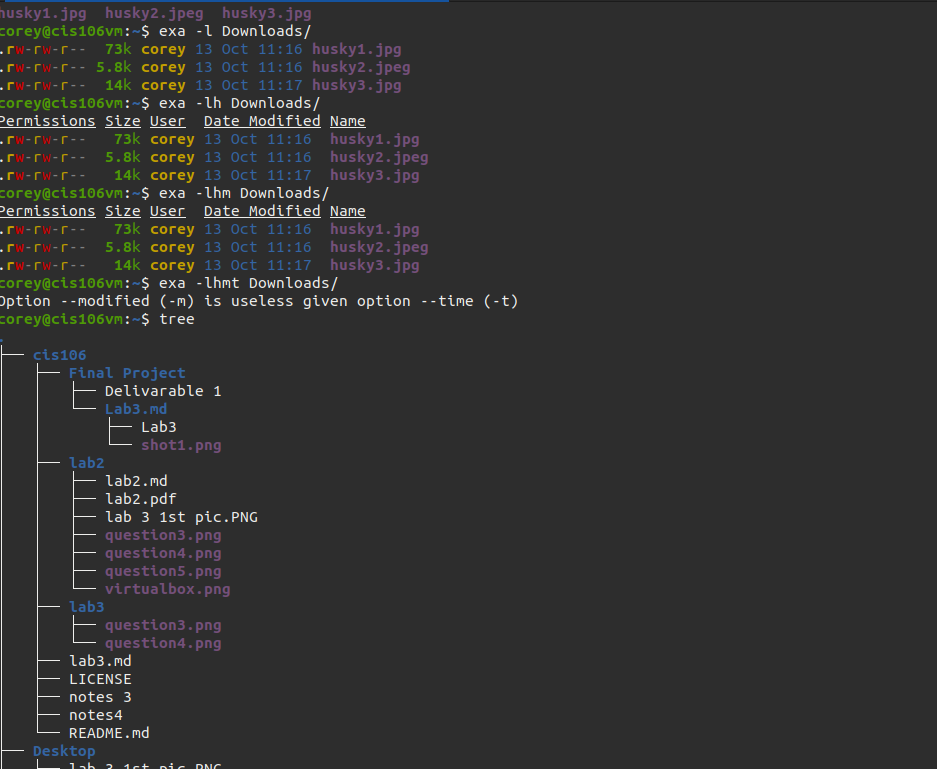 husky1.jpg  husky2.jpeg  husky3.jpg
corey@cis106vm:~$ exa -l Downloads/
.rw-rw-r--  73k corey 13 Oct 11:16 husky1.jpg
.rw-rw-r-- 5.8k corey 13 Oct 11:16 husky2.jpeg
.rw-rw-r--  14k corey 13 Oct 11:17 husky3.jpg
corey@cis106vm:~$ exa -lh Downloads/
Permissions Size User  Date Modified Name
.rw-rw-r--   73k corey 13 Oct 11:16  husky1.jpg
.rw-rw-r--  5.8k corey 13 Oct 11:16  husky2.jpeg
.rw-rw-r--   14k corey 13 Oct 11:17  husky3.jpg
corey@cis106vm:~$ exa -lhm Downloads/
Permissions Size User  Date Modified Name
.rw-rw-r--   73k corey 13 Oct 11:16  husky1.jpg
.rw-rw-r--  5.8k corey 13 Oct 11:16  husky2.jpeg
.rw-rw-r--   14k corey 13 Oct 11:17  husky3.jpg
corey@cis106vm:~$ exa -lhmt Downloads/
Option --modified (-m) is useless given option --time (-t)
corey@cis106vm:~$ tree
.
├── cis106
│   ├── Final Project
│   │   ├── Delivarable 1
│   │   └── Lab3.md
│   │       ├── Lab3
│   │       └── shot1.png
│   ├── lab2
│   │   ├── lab2.md
│   │   ├── lab2.pdf
│   │   ├── lab 3 1st pic.PNG
│   │   ├── question3.png
│   │   ├── question4.png
│   │   ├── question5.png
│   │   └── virtualbox.png
│   ├── lab3
│   │   ├── question3.png
│   │   └── question4.png
│   ├── lab3.md
│   ├── LICENSE
│   ├── notes 3
│   ├── notes4
│   └── README.md
├── Desktop
│   └── lab 3 1st pic.PNG